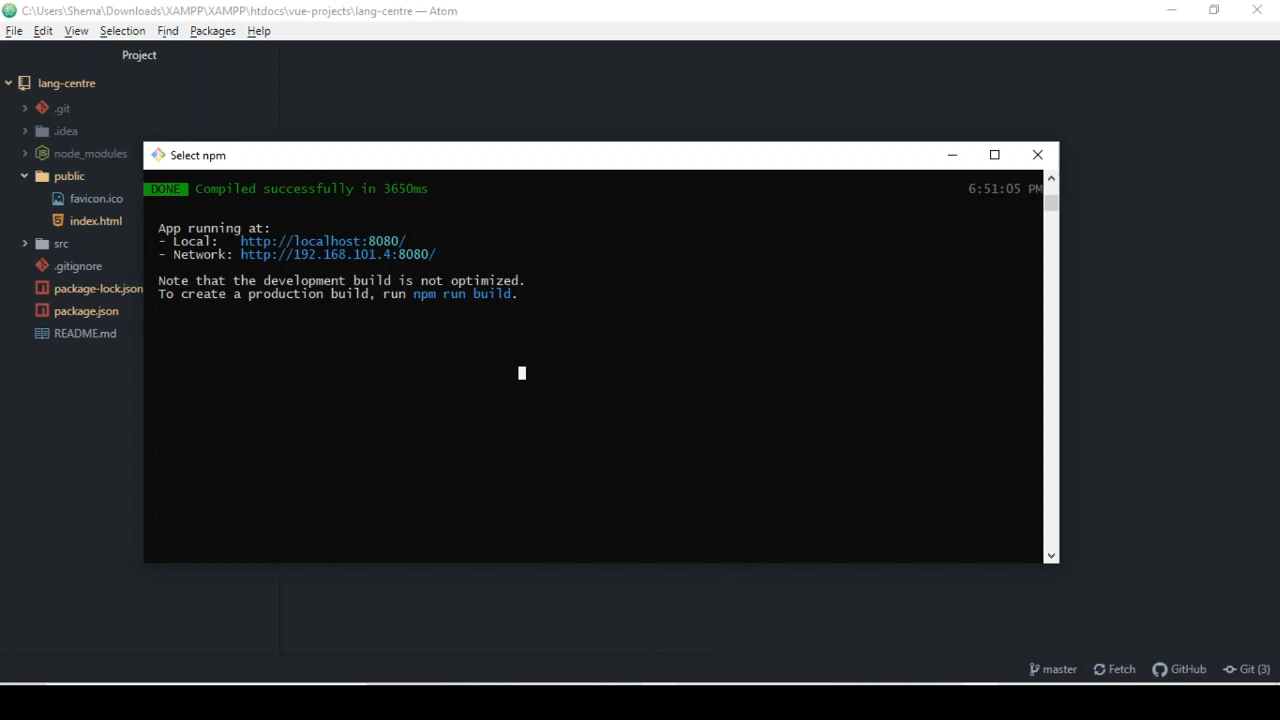 C:\Users\Shema\Downloads\XAMPP\XAMPP\htdocs\vue-projects\lang-centre — Atom
File Edit View Selection Find Packages Help
Project
lang-centre
.git
.idea
node_modules
public
favicon.ico
index.html
src
.gitignore
package-lock.json
package.json
README.md
Select npm
DONE Compiled successfully in 3650ms 6:51:05 PM
App running at:
- Local: http://localhost:8080/
- Network: http://192.168.101.4:8080/
Note that the development build is not optimized.
To create a production build, run npm run build.
master Fetch GitHub Git (3)